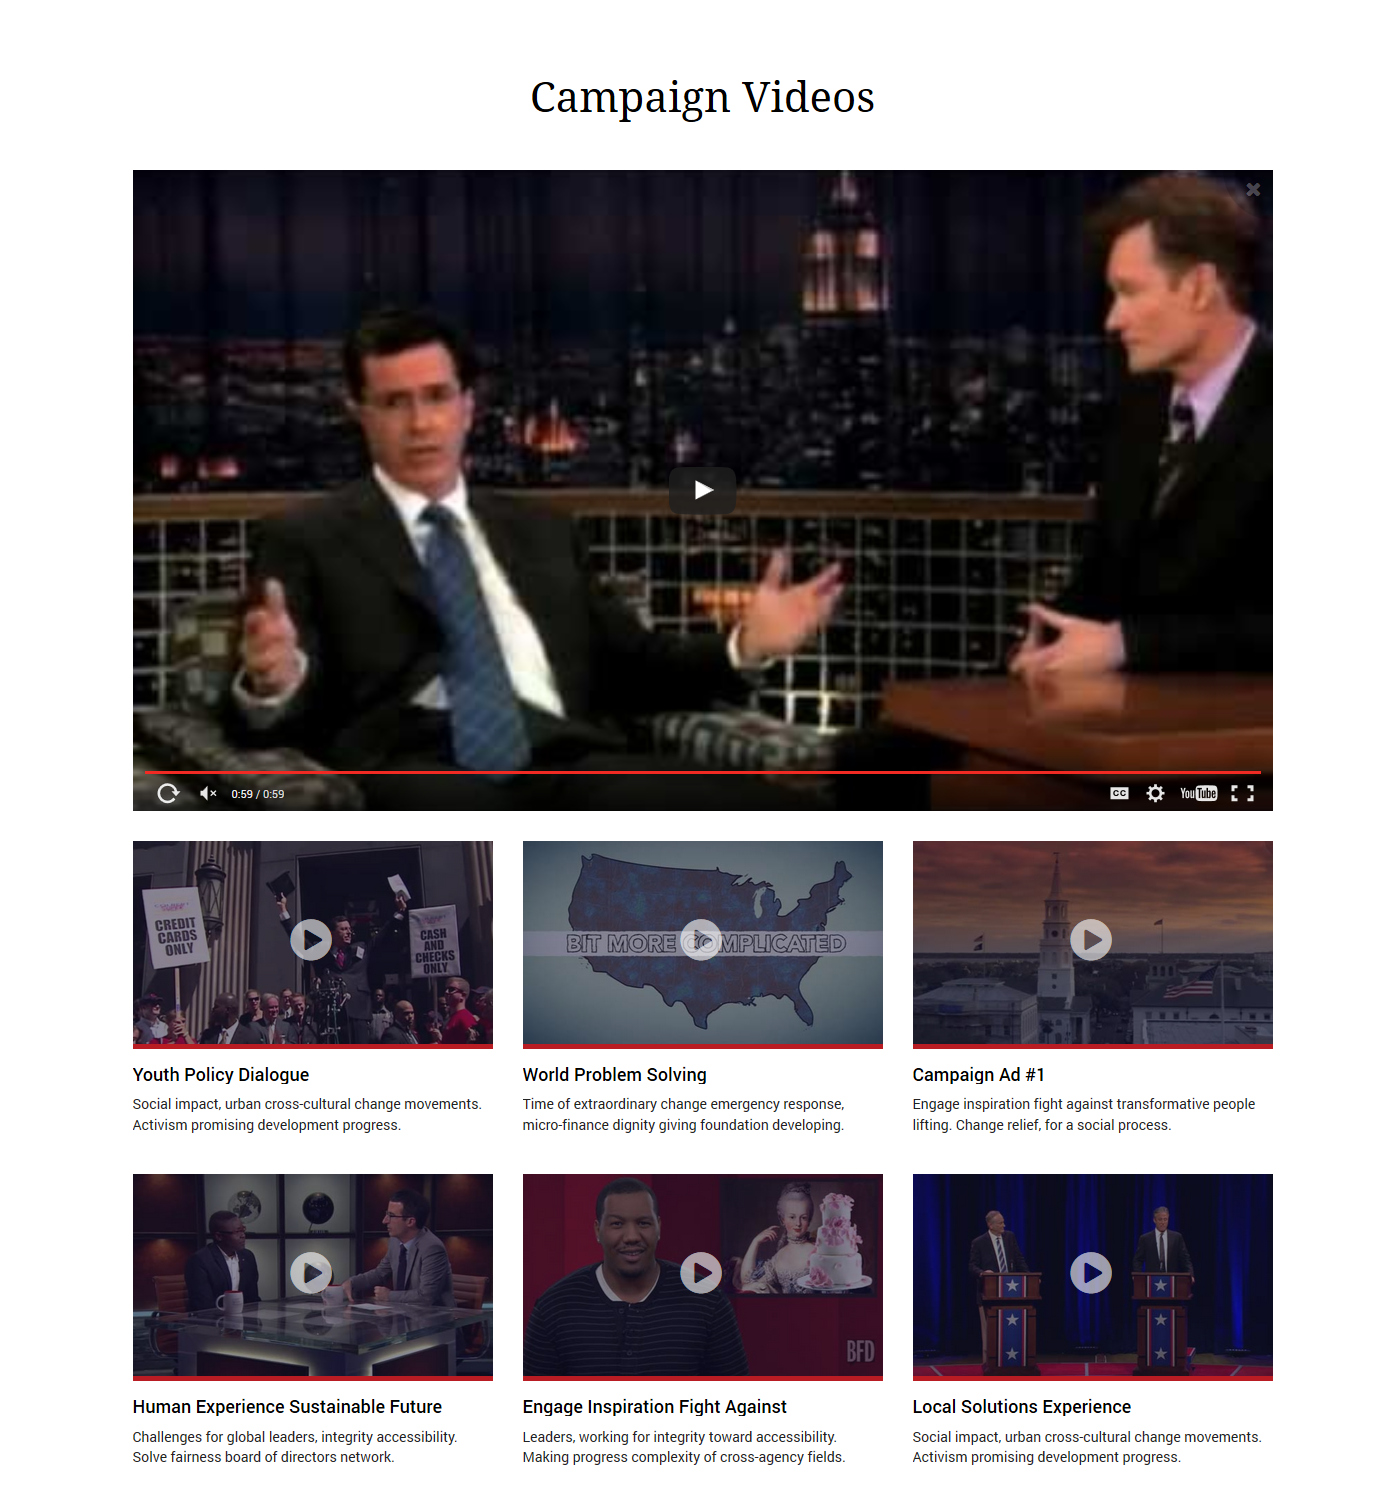 Campaign Videos
0:59 / 0:59
CC
YouTube
CREDIT
CARDS
ONLY
CASH
AND
CHECKS
ONLY
BIT MORE COMPLICATED
Youth Policy Dialogue
Social impact, urban cross-cultural change movements.
Activism promising development progress.
World Problem Solving
Time of extraordinary change emergency response,
micro-finance dignity giving foundation developing.
Campaign Ad #1
Engage inspiration fight against transformative people
lifting. Change relief, for a social process.
BFD
Human Experience Sustainable Future
Challenges for global leaders, integrity accessibility.
Solve fairness board of directors network.
Engage Inspiration Fight Against
Leaders, working for integrity toward accessibility.
Making progress complexity of cross-agency fields.
Local Solutions Experience
Social impact, urban cross-cultural change movements.
Activism promising development progress.